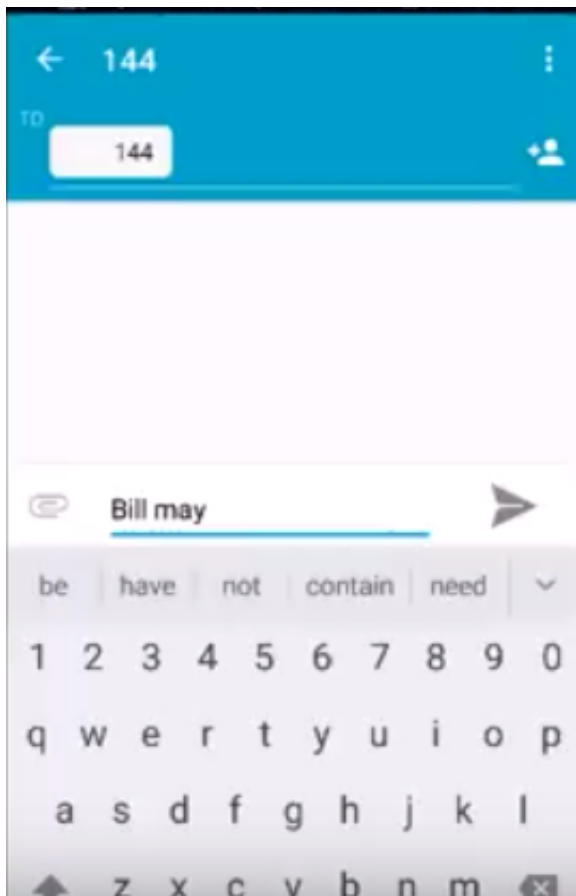 144
TO
144
Bill may
be have not contain need
1 2 3 4 5 6 7 8 9 0
q w e r t y u i o p
a s d f g h j k l
z x c v b n m